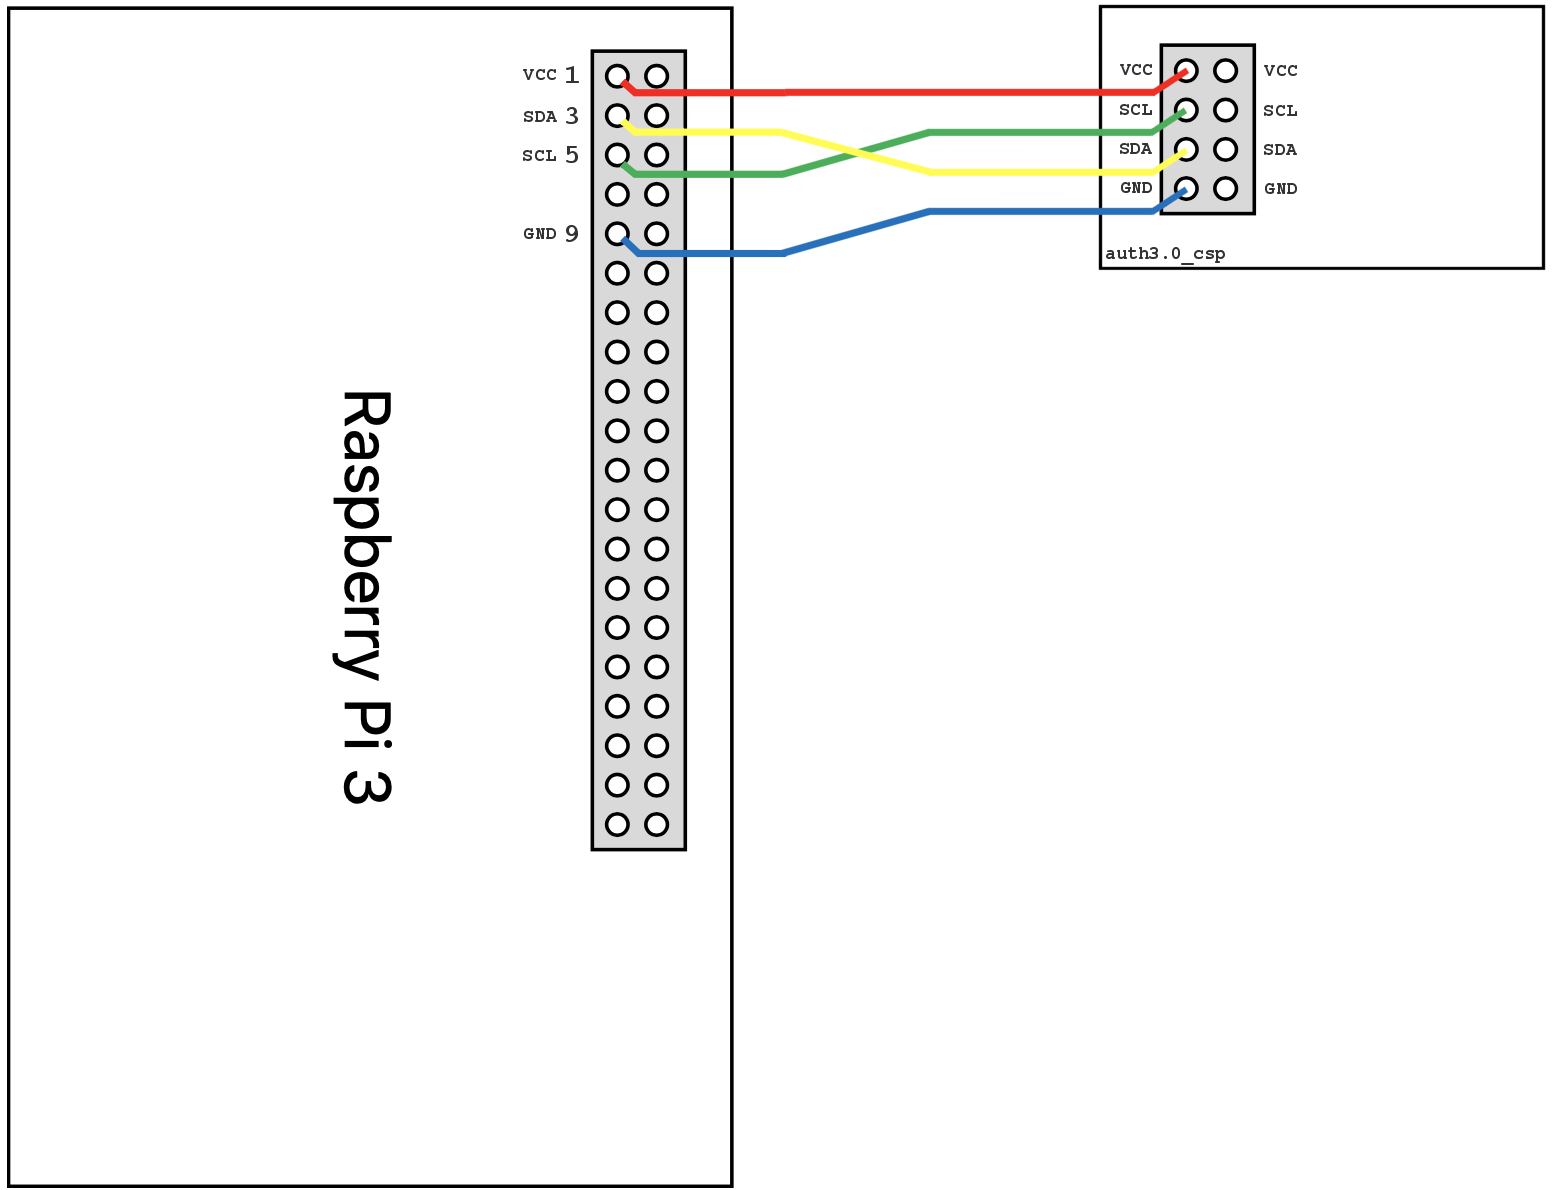 VCC 1
SDA 3
SCL 5
GND 9
Raspberry Pi 3
VCC VCC
SCL SCL
SDA SDA
GND GND
auth3.0_csp